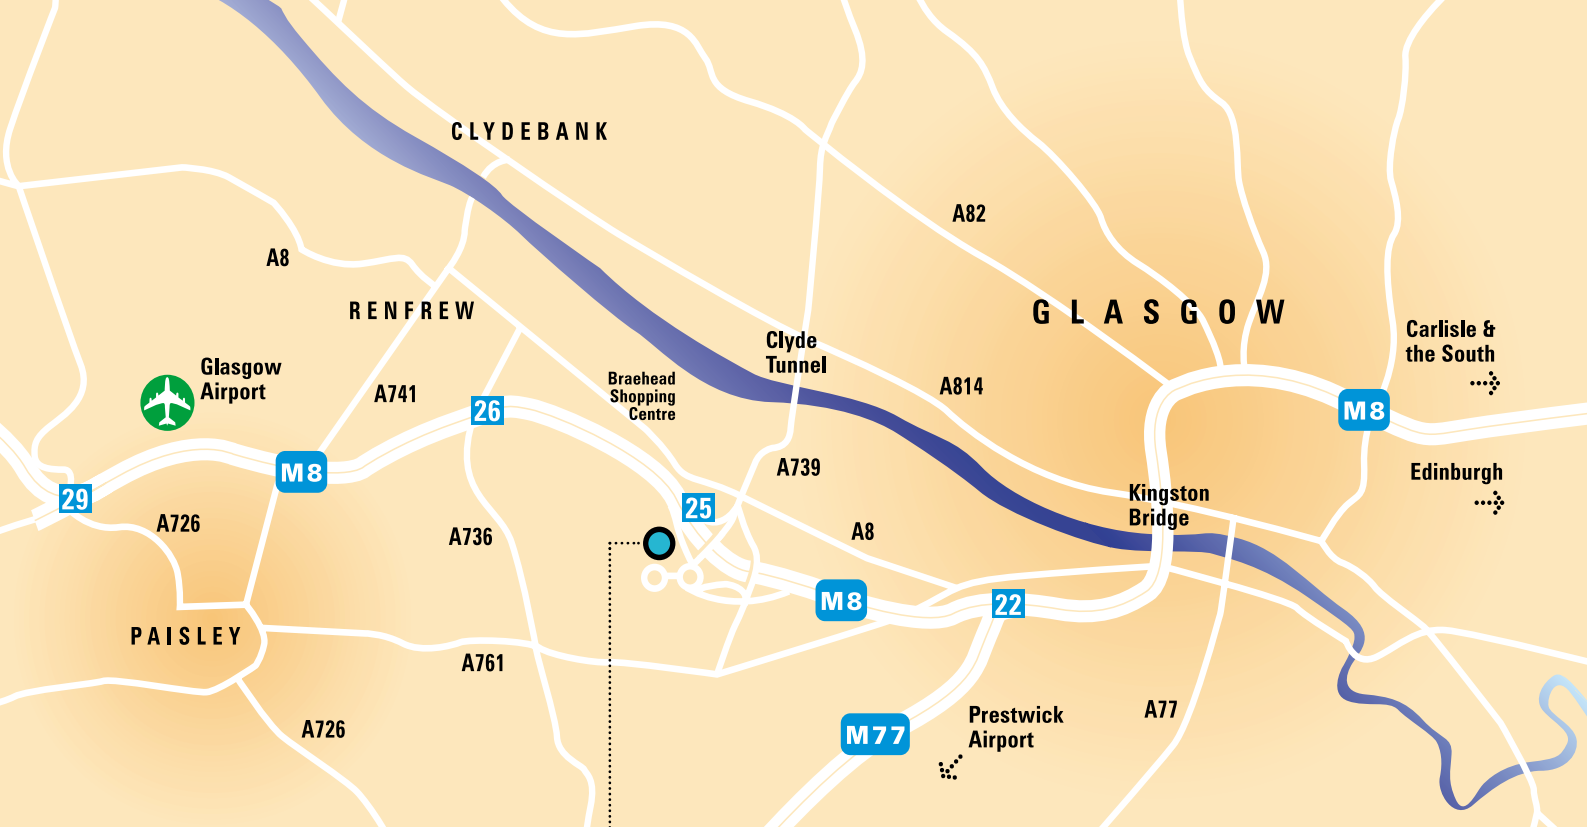 CLYDEBANK
A82
A8
RENFREW
GLASGOW
Carlisle &
the South
Clyde
Tunnel
Glasgow
Airport
A741
Braehead
Shopping
Centre
A814
26
M8
M8
A739
Edinburgh
29
A726
25
Kingston
Bridge
A736
A8
M8
22
PAISLEY
A761
A726
M77
Prestwick
Airport
A77